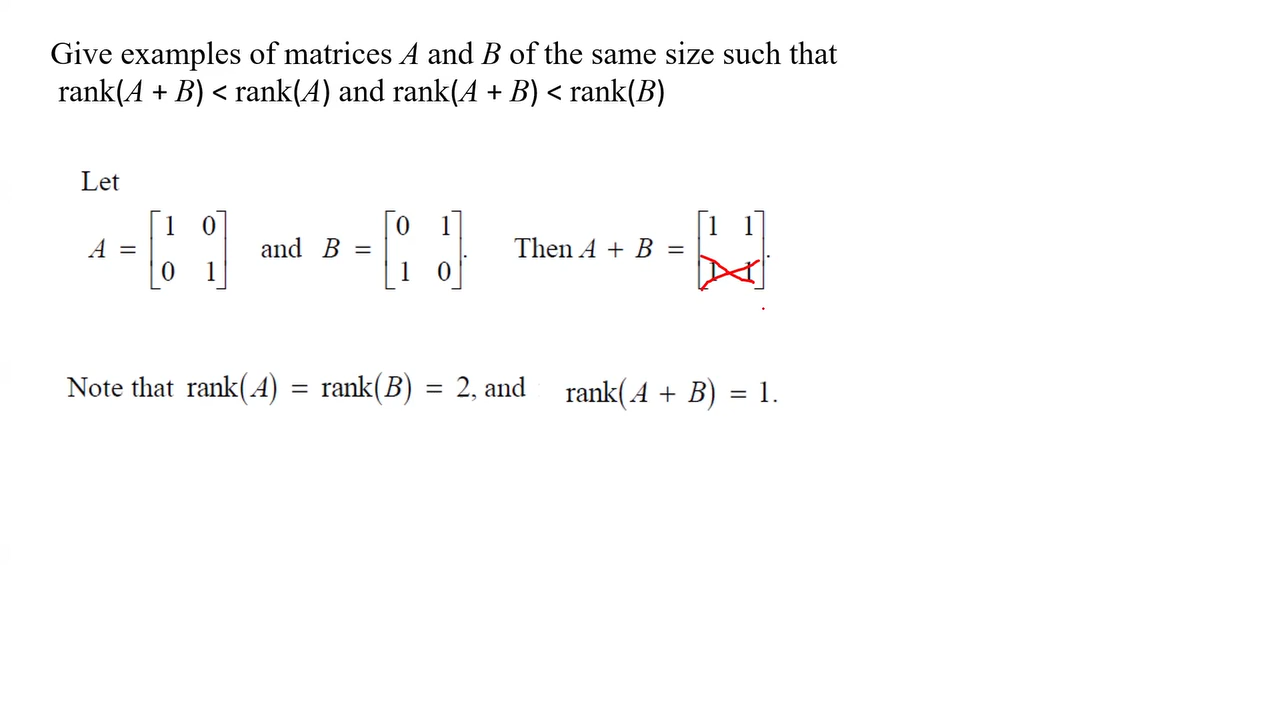 Give examples of matrices A and B of the same size such that
rank(A + B) < rank(A) and rank(A + B) < rank(B)
Let
A = [1 0; 0 1] and B = [0 1; 1 0]. Then A + B = [1 1; 1 1].
Note that rank(A) = rank(B) = 2, and rank(A + B) = 1.